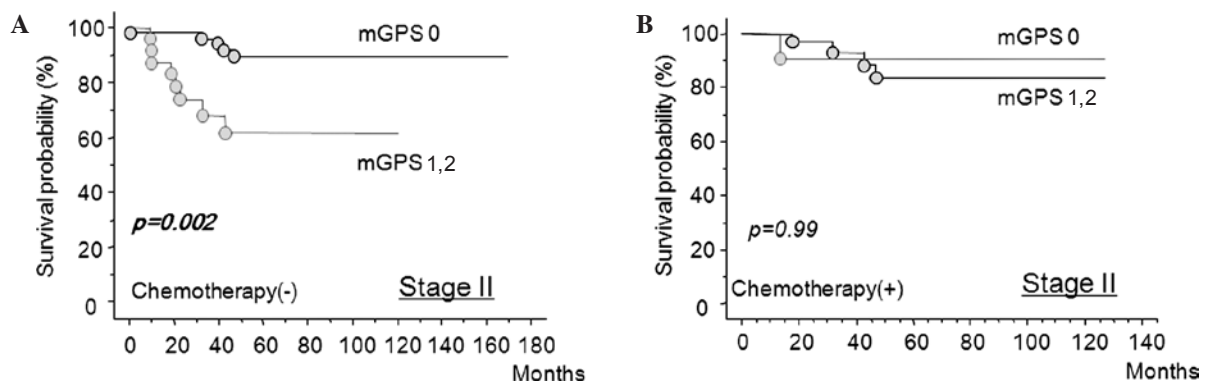 A
Survival probability (%)
100
80
60
40
20
0
mGPS 0
mGPS 1,2
p=0.002
Chemotherapy(-)
Stage II
0 20 40 60 80 100 120 140 160 180
Months
B
Survival probability (%)
100
80
60
40
20
0
mGPS 0
mGPS 1,2
p=0.99
Chemotherapy(+)
Stage II
0 20 40 60 80 100 120 140
Months